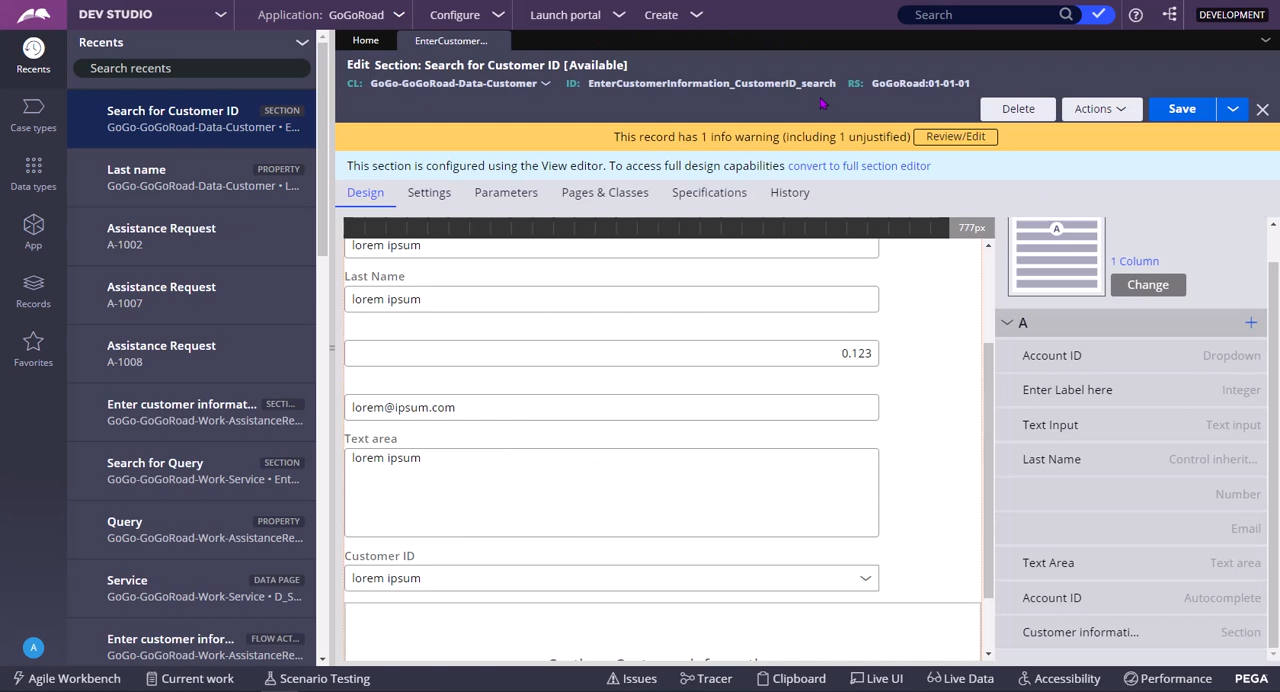 DEV STUDIO
Application: GoGoRoad
Configure
Launch portal
Create
Search
DEVELOPMENT
Recents
Case types
Data types
App
Records
Favorites
A
Recents
Search recents
Search for Customer ID SECTION
GoGo-GoGoRoad-Data-Customer • E...
Last name PROPERTY
GoGo-GoGoRoad-Data-Customer • L...
Assistance Request
A-1002
Assistance Request
A-1007
Assistance Request
A-1008
Enter customer informat... SECTI...
GoGo-GoGoRoad-Work-AssistanceRe...
Search for Query SECTION
GoGo-GoGoRoad-Work-Service • Ent...
Query PROPERTY
GoGo-GoGoRoad-Work-AssistanceRe...
Service DATA PAGE
GoGo-GoGoRoad-Work-Service • D_S...
Enter customer infor... FLOW ACT...
GoGo-GoGoRoad-Work-AssistanceRe...
Home
EnterCustomer...
Edit Section: Search for Customer ID [Available]
CL: GoGo-GoGoRoad-Data-Customer ID: EnterCustomerInformation_CustomerID_search RS: GoGoRoad:01-01-01
Delete
Actions
Save
This record has 1 info warning (including 1 unjustified) Review/Edit
This section is configured using the View editor. To access full design capabilities convert to full section editor
Design
Settings
Parameters
Pages & Classes
Specifications
History
777px
lorem ipsum
Last Name
lorem ipsum
0.123
lorem@ipsum.com
Text area
lorem ipsum
Customer ID
lorem ipsum
A
1 Column
Change
A
Account ID Dropdown
Enter Label here Integer
Text Input Text input
Last Name Control inherit...
Number
Email
Text Area Text area
Account ID Autocomplete
Customer informati... Section
Agile Workbench
Current work
Scenario Testing
Issues
Tracer
Clipboard
Live UI
Live Data
Accessibility
Performance
PEGA